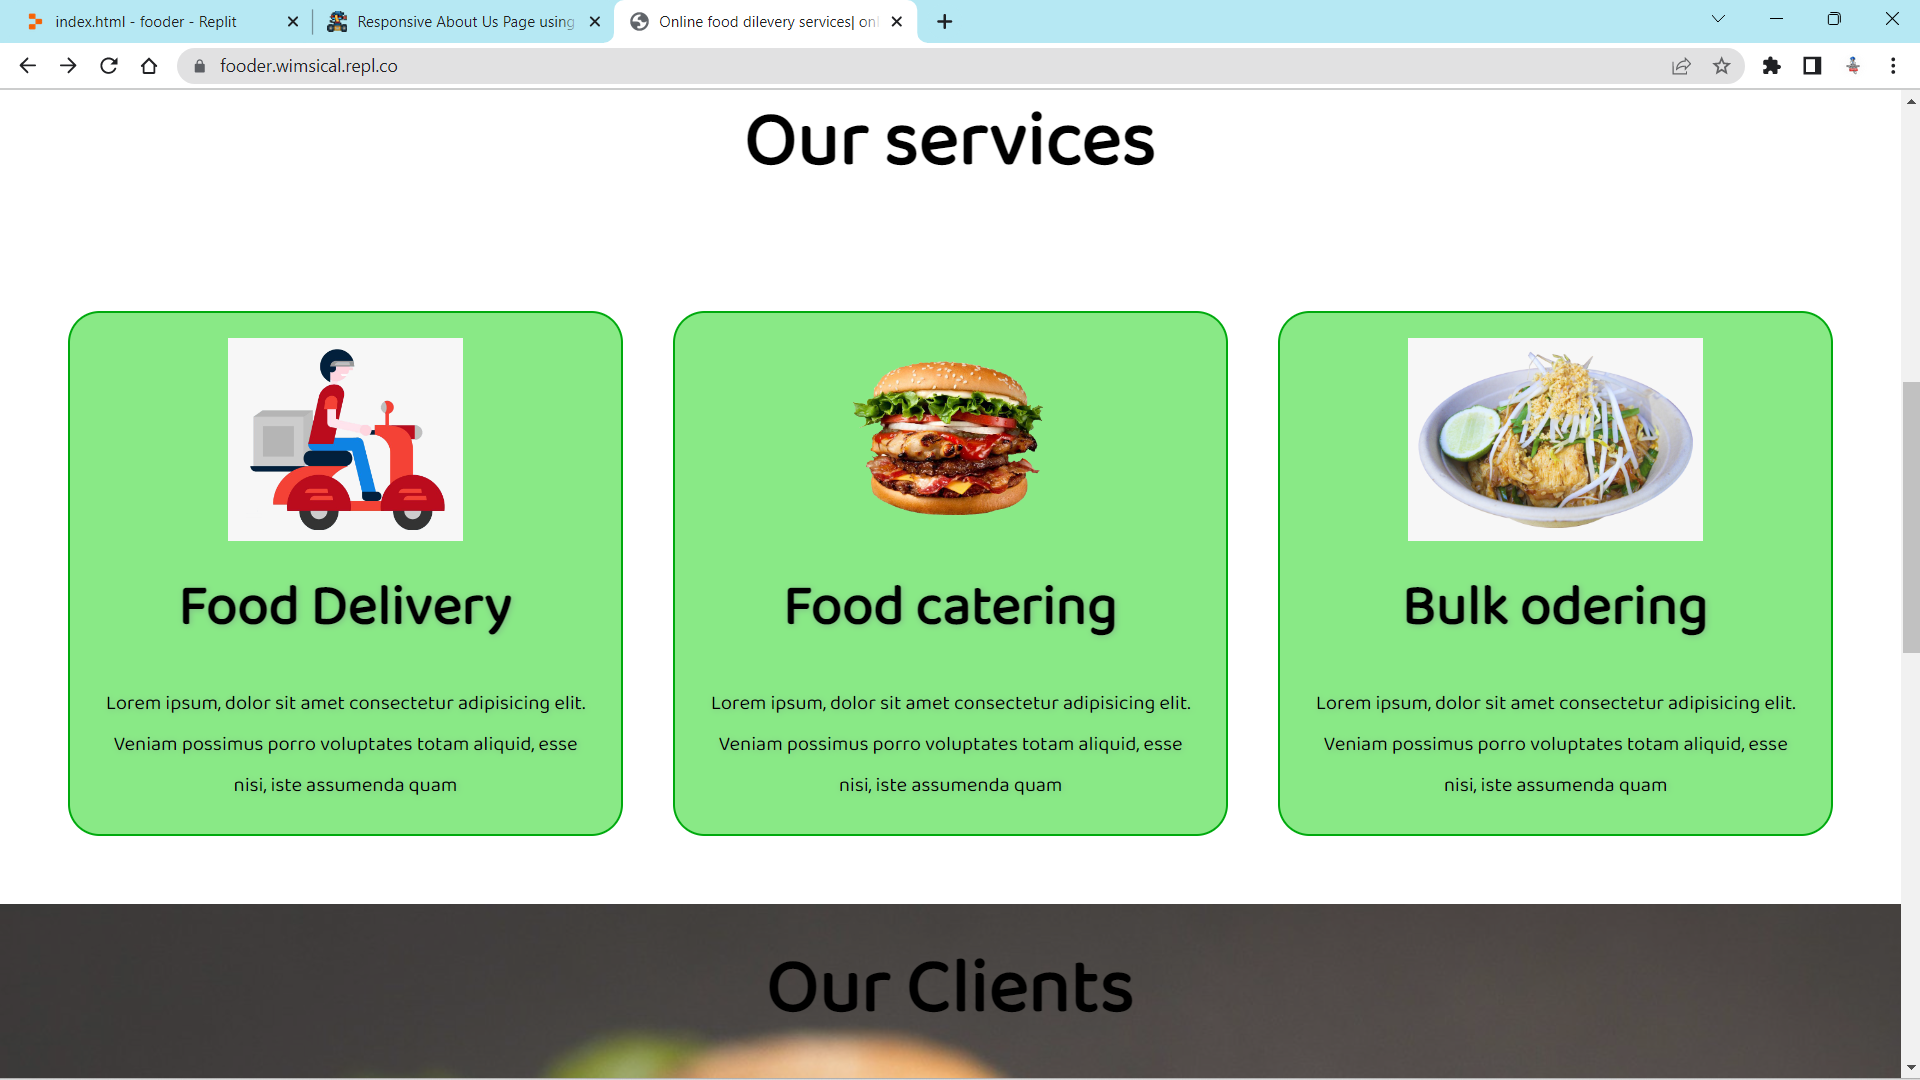 index.html - fooder - Replit
Responsive About Us Page using
Online food dilevery services| onl
fooder.wimsical.repl.co
Our services
Food Delivery
Lorem ipsum, dolor sit amet consectetur adipisicing elit.
Veniam possimus porro voluptates totam aliquid, esse
nisi, iste assumenda quam
Food catering
Lorem ipsum, dolor sit amet consectetur adipisicing elit.
Veniam possimus porro voluptates totam aliquid, esse
nisi, iste assumenda quam
Bulk odering
Lorem ipsum, dolor sit amet consectetur adipisicing elit.
Veniam possimus porro voluptates totam aliquid, esse
nisi, iste assumenda quam
Our Clients